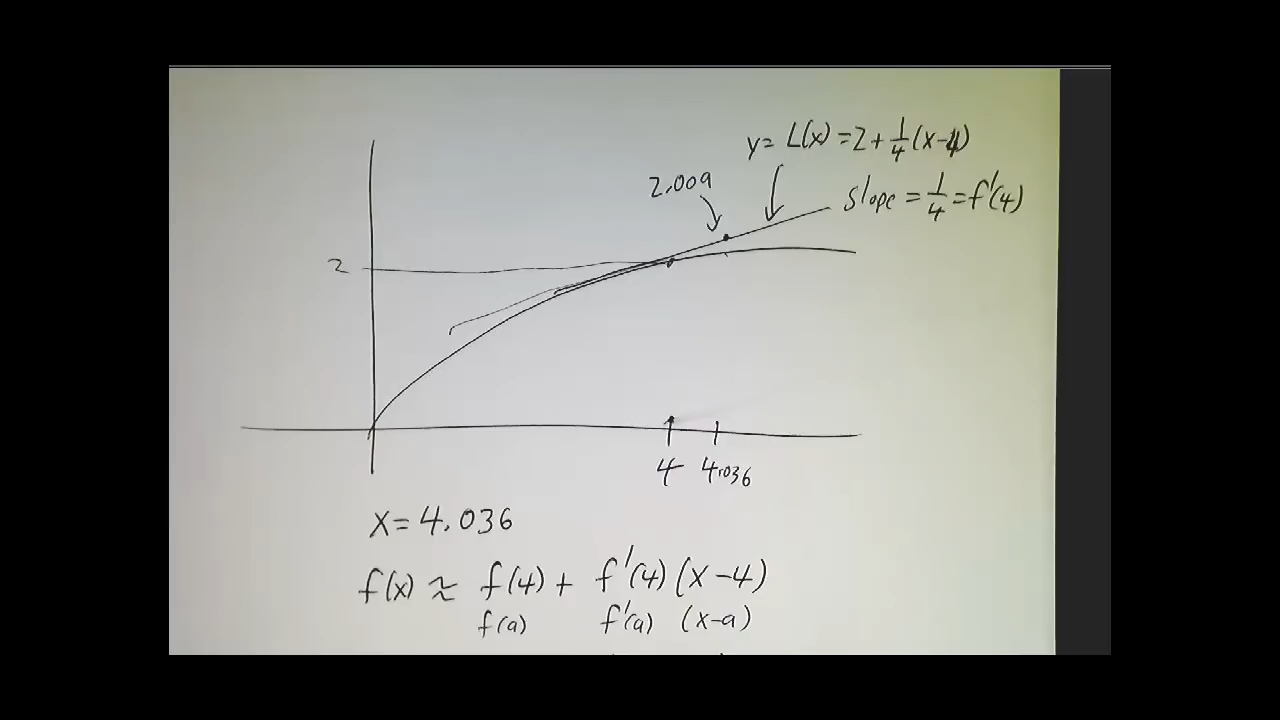 y = L(x) = 2 + 1/4 (x-4)
2.009
slope = 1/4 = f'(4)
2
4 4.036
x = 4.036
f(x) ≈ f(4) + f'(4) (x-4)
f(a) f'(a) (x-a)